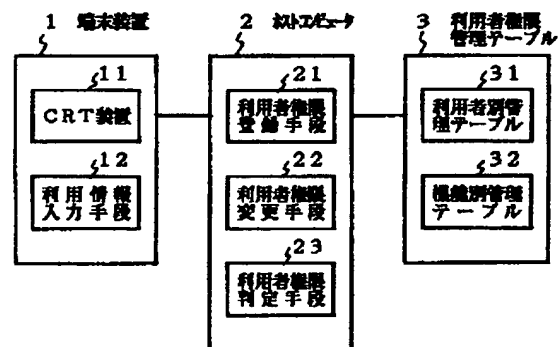 1 端末装置
11
CRT装置
12
利用情報
入力手段
2 ホストコンピュータ
21
利用者権限
登録手段
22
利用者権限
変更手段
23
利用者権限
判定手段
3 利用者権限
管理テーブル
31
利用者別管
理テーブル
32
機能別管理
テーブル